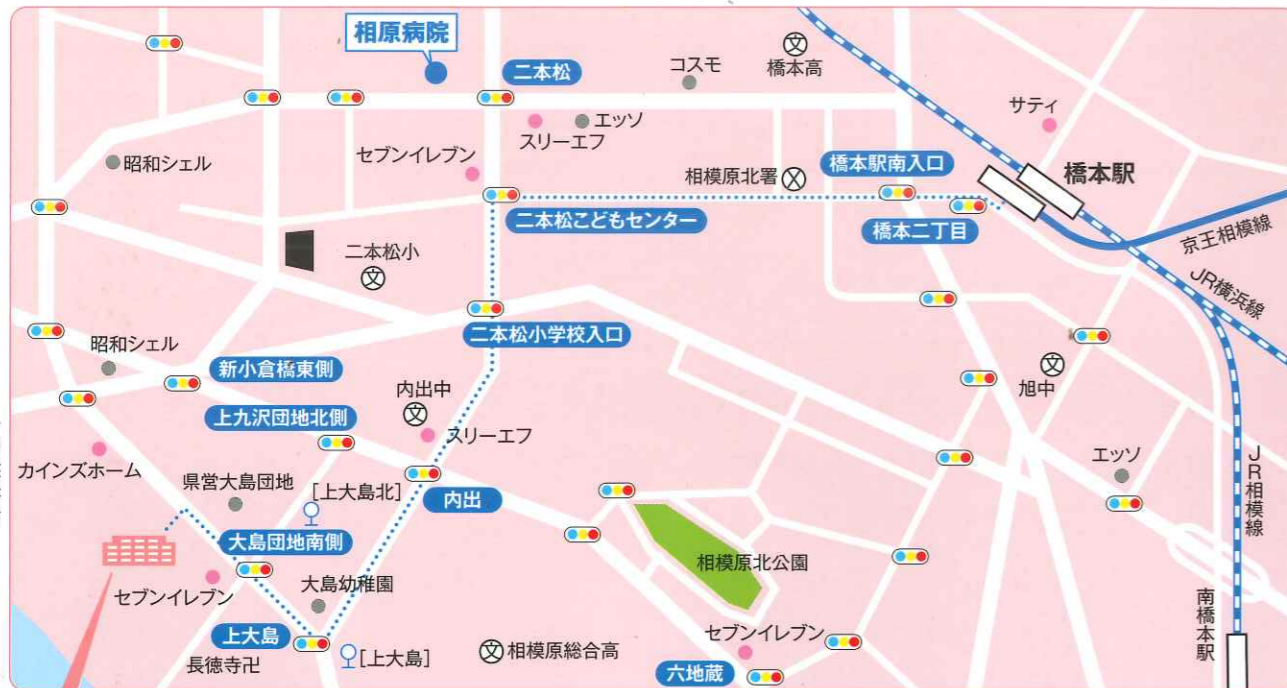 相原病院
二本松
コスモ
橋本高
文
サティ
エッソ
スリーエフ
昭和シェル
セブンイレブン
相模原北署
橋本駅南入口
橋本駅
二本松こどもセンター
橋本二丁目
京王相模線
二本松小
文
JR横浜線
二本松小学校入口
昭和シェル
新小倉橋東側
内出中
文
旭中
文
上九沢団地北側
スリーエフ
カインズホーム
エッソ
JR相模線
県営大島団地
[上大島北]
内出
大島団地南側
相模原北公園
セブンイレブン
大島幼稚園
南橋本駅
上大島
長徳寺卍
[上大島]
文相模原総合高
セブンイレブン
六地蔵